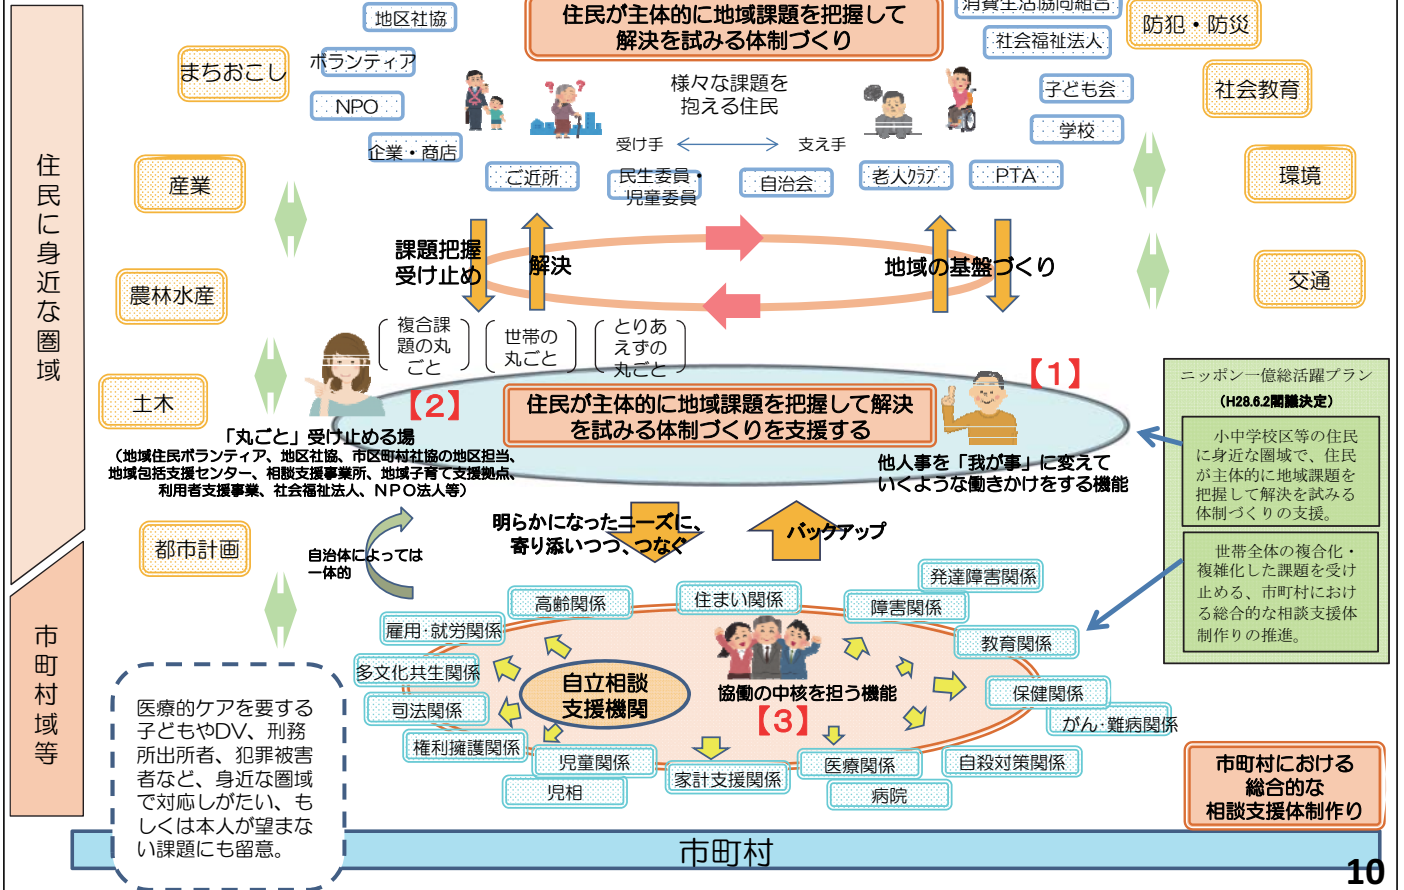 地区社協
住民が主体的に地域課題を把握して
解決を試みる体制づくり
消費生活協同組合
防犯・防災
まちおこし
ボランティア
社会福祉法人
様々な課題を
抱える住民
NPO
子ども会
社会教育
企業・商店
受け手
支え手
学校
産業
ご近所
民生委員・
児童委員
自治会
老人クラブ
PTA
環境
住民に身近な圏域
課題把握
受け止め
解決
地域の基盤づくり
農林水産
交通
複合課
題の丸
ごと
世帯の
丸ごと
とりあ
えずの
丸ごと
土木
【2】
【1】
住民が主体的に地域課題を把握して解決
を試みる体制づくりを支援する
ニッポン一億総活躍プラン
(H28.6.2閣議決定)
小中学校区等の住民
に身近な圏域で、住民
が主体的に地域課題を
把握して解決を試みる
体制づくりの支援。
「丸ごと」受け止める場
(地域住民ボランティア、地区社協、市区町村社協の地区担当、
地域包括支援センター、相談支援事業所、地域子育て支援拠点、
利用者支援事業、社会福祉法人、NPO法人等)
他人事を「我が事」に変えて
いくような働きかけをする機能
都市計画
自治体によっては
一体的
明らかになったニーズに、
寄り添いつつ、つなぐ
バックアップ
世帯全体の複合化・
複雑化した課題を受け
止める、市町村におけ
る総合的な相談支援体
制作りの推進。
市町村域等
高齢関係
住まい関係
障害関係
発達障害関係
雇用・就労関係
教育関係
多文化共生関係
自立相談
支援機関
協働の中核を担う機能
【3】
保健関係
司法関係
がん・難病関係
権利擁護関係
児童関係
児相
家計支援関係
医療関係
病院
自殺対策関係
医療的ケアを要する
子どもやDV、刑務
所出所者、犯罪被害
者など、身近な圏域
で対応しがたい、も
しくは本人が望まな
い課題にも留意。
市町村における
総合的な
相談支援体制作り
市町村
10